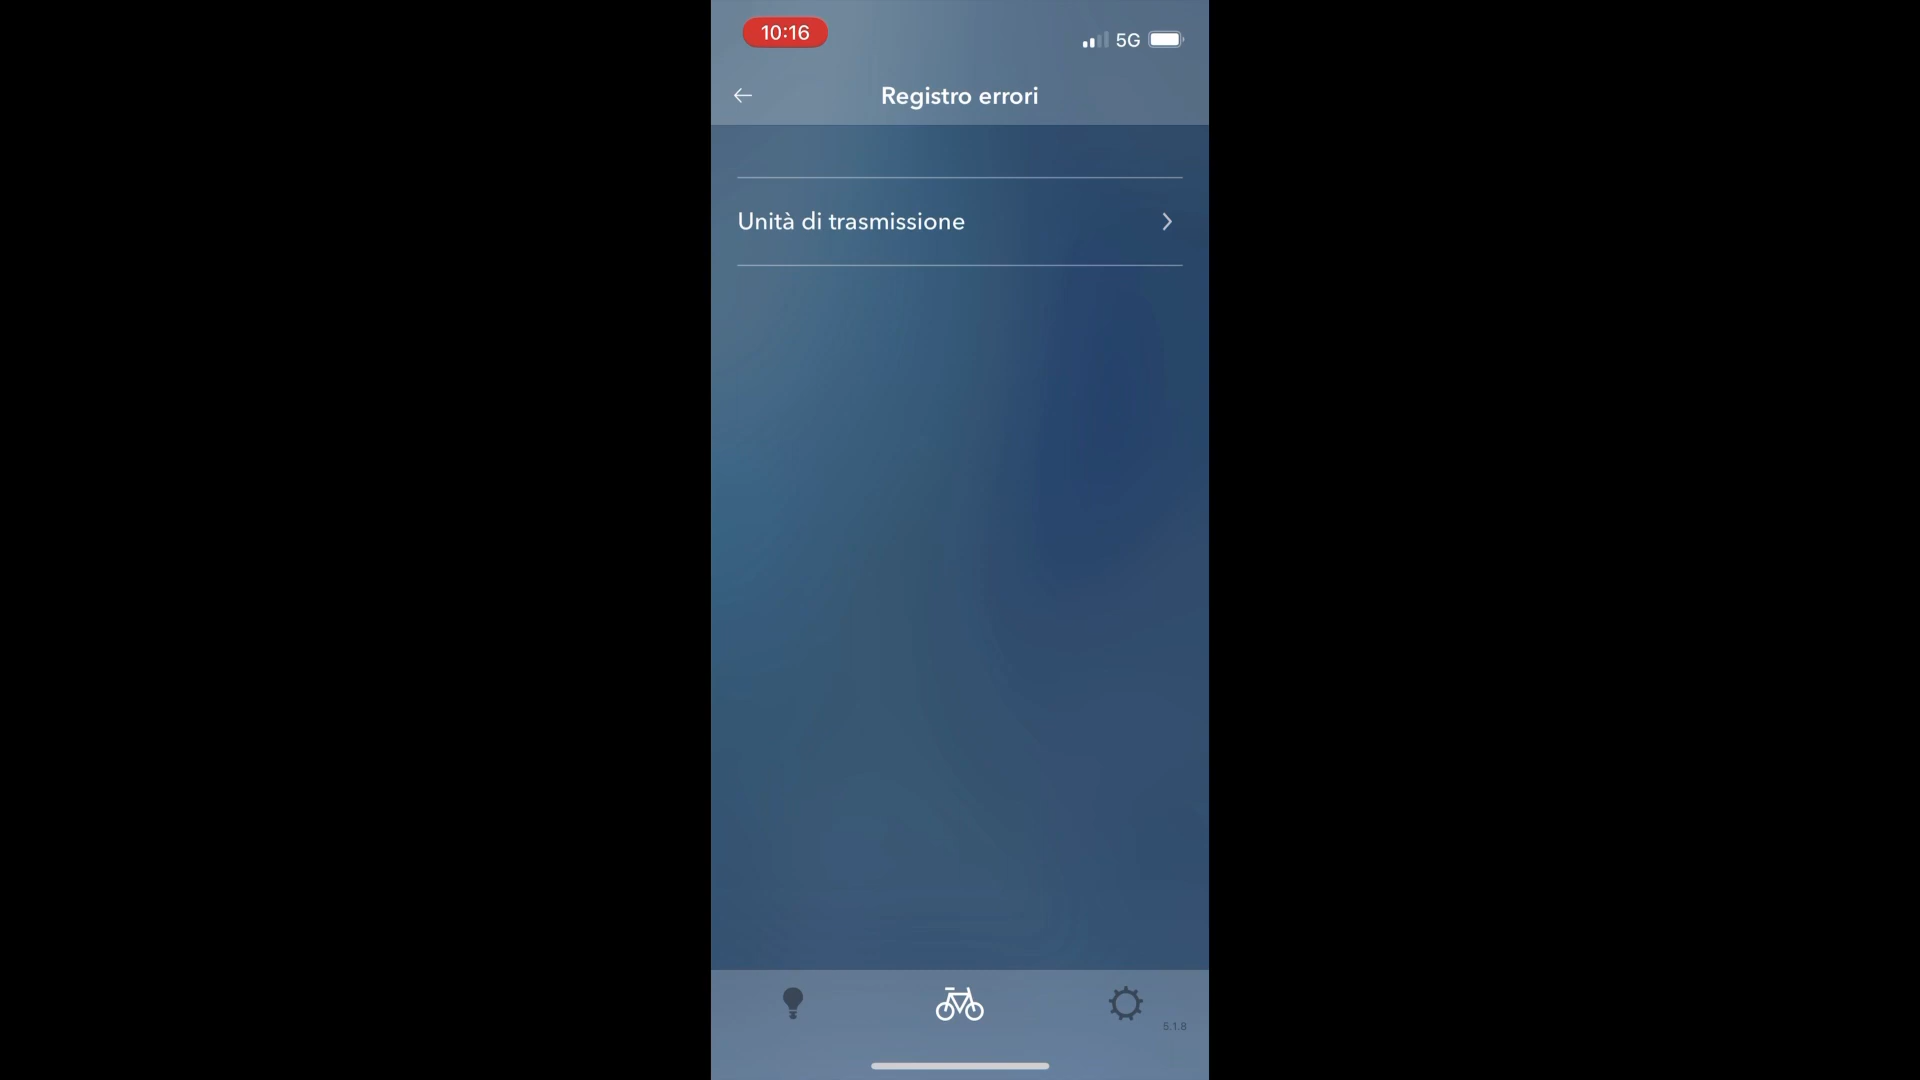 10:16
5G
Registro errori
Unità di trasmissione
5.1.8